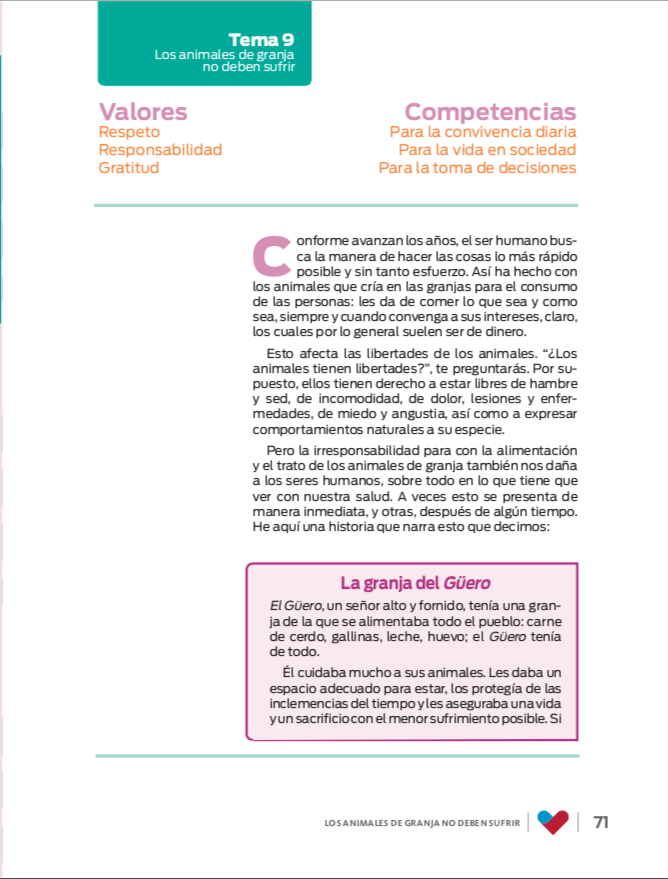 Tema 9
Los animales de granja
no deben sufrir
Valores
Respeto
Responsabilidad
Gratitud
Competencias
Para la convivencia diaria
Para la vida en sociedad
Para la toma de decisiones
Conforme avanzan los años, el ser humano bus-
ca la manera de hacer las cosas lo más rápido
posible y sin tanto esfuerzo. Así ha hecho con
los animales que cría en las granjas para el consumo
de las personas: les da de comer lo que sea y como
sea, siempre y cuando convenga a sus intereses, claro,
los cuales por lo general suelen ser de dinero.
Esto afecta las libertades de los animales. “¿Los
animales tienen libertades?”, te preguntarás. Por su-
puesto, ellos tienen derecho a estar libres de hambre
y sed, de incomodidad, de dolor, lesiones y enfer-
medades, de miedo y angustia, así como a expresar
comportamientos naturales a su especie.
Pero la irresponsabilidad para con la alimentación
y el trato de los animales de granja también nos daña
a los seres humanos, sobre todo en lo que tiene que
ver con nuestra salud. A veces esto se presenta de
manera inmediata, y otras, después de algún tiempo.
He aquí una historia que narra esto que decimos:
La granja del Güero
El Güero, un señor alto y fornido, tenía una gran-
ja de la que se alimentaba todo el pueblo: carne
de cerdo, gallinas, leche, huevo; el Güero tenía
de todo.
Él cuidaba mucho a sus animales. Les daba un
espacio adecuado para estar, los protegía de las
inclemencias del tiempo y les aseguraba una vida
y un sacrificio con el menor sufrimiento posible. Si
LOS ANIMALES DE GRANJA NO DEBEN SUFRIR
71